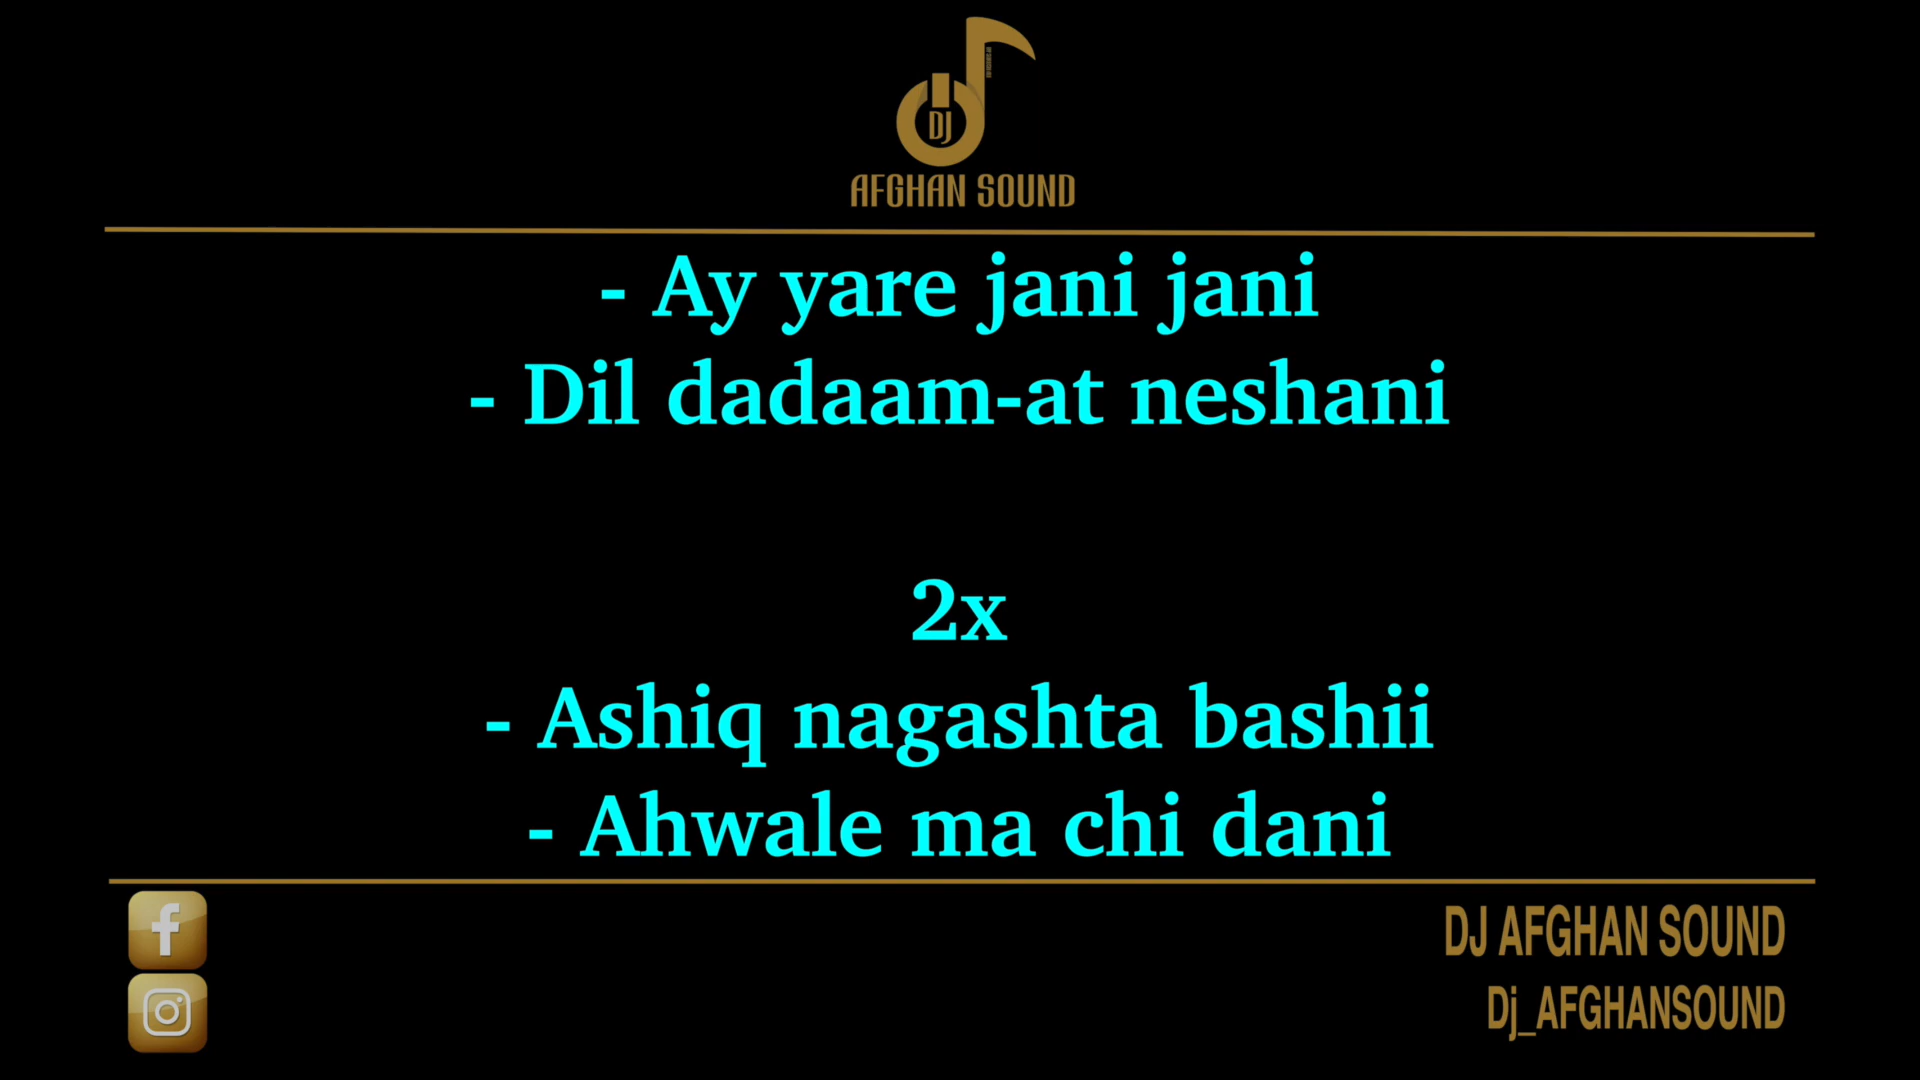 DJ
AFGHAN SOUND
- Ay yare jani jani
- Dil dadaam-at neshani
2x
- Ashiq nagashta bashii
- Ahwale ma chi dani
DJ AFGHAN SOUND
Dj_AFGHANSOUND